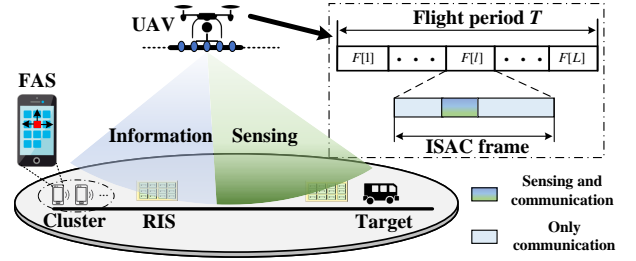 UAV
Flight period T
F[1]
• • •
F[l]
• • •
F[L]
FAS
ISAC frame
Information
Sensing
Sensing and
communication
Only
communication
Cluster
RIS
Target